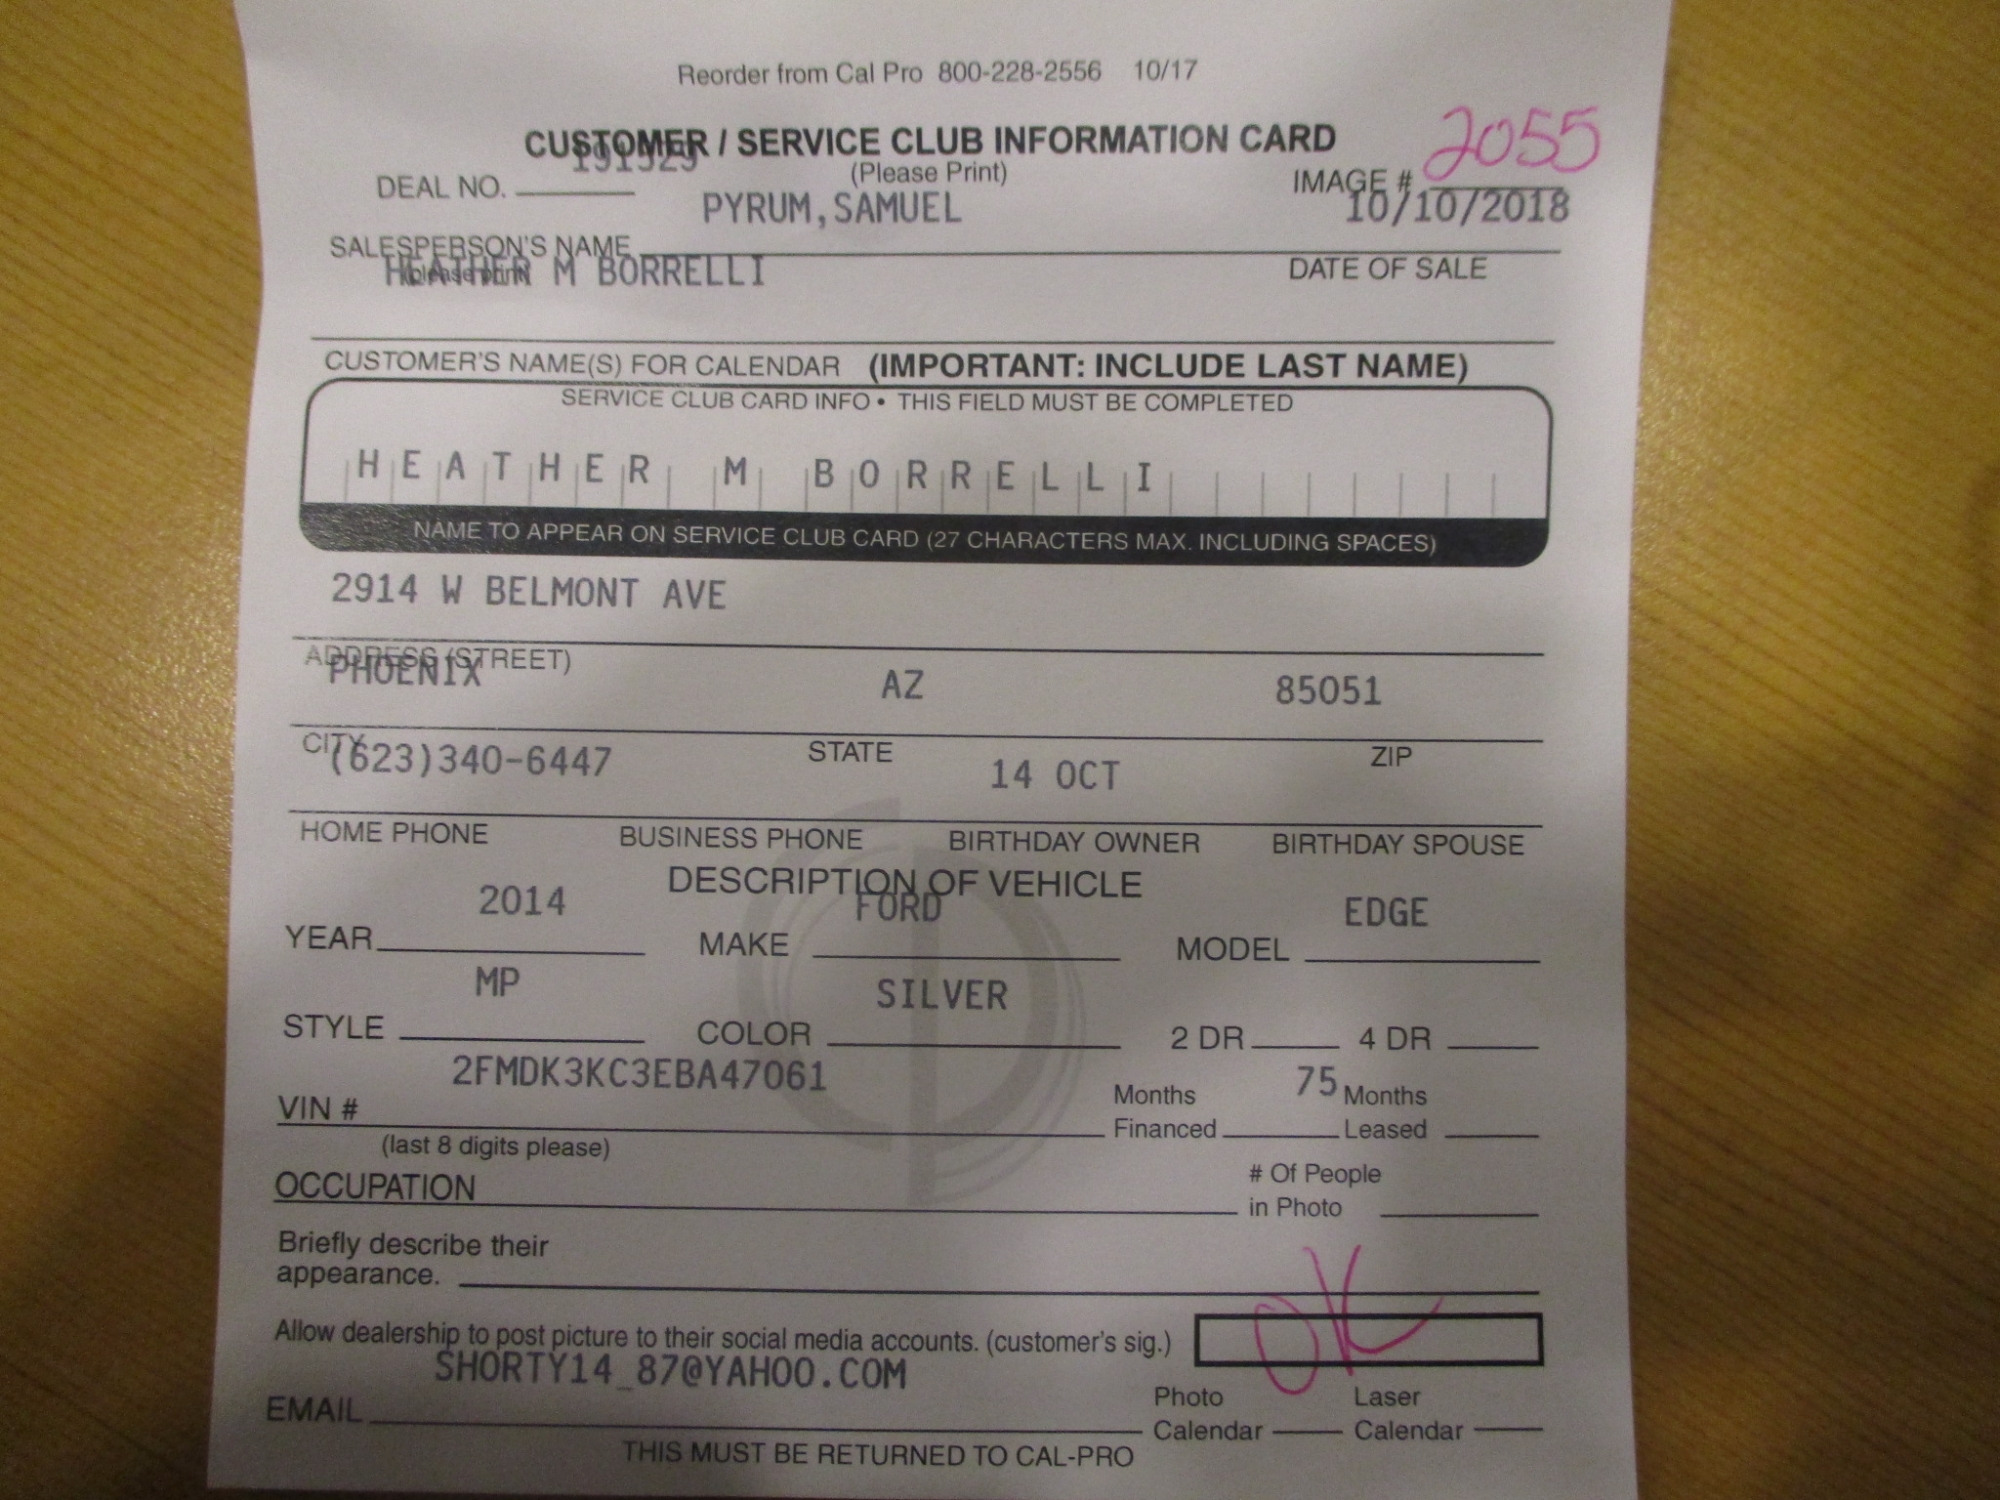 Reorder from Cal Pro 800-228-2556 10/17
CUSTOMER / SERVICE CLUB INFORMATION CARD 2055
(Please Print)
DEAL NO. 191529 IMAGE #
PYRUM,SAMUEL 10/10/2018
SALESPERSON'S NAME
(please print) DATE OF SALE
HEATHER M BORRELLI
CUSTOMER'S NAME(S) FOR CALENDAR (IMPORTANT: INCLUDE LAST NAME)
SERVICE CLUB CARD INFO • THIS FIELD MUST BE COMPLETED
HEATHER M BORRELLI
NAME TO APPEAR ON SERVICE CLUB CARD (27 CHARACTERS MAX. INCLUDING SPACES)
2914 W BELMONT AVE
ADDRESS (STREET)
PHOENIX AZ 85051
CITY STATE ZIP
(623)340-6447 14 OCT
HOME PHONE BUSINESS PHONE BIRTHDAY OWNER BIRTHDAY SPOUSE
DESCRIPTION OF VEHICLE
2014 FORD EDGE
YEAR MAKE MODEL
MP SILVER
STYLE COLOR 2 DR 4 DR
2FMDK3KC3EBA47061 75
VIN # Months Financed Months Leased
(last 8 digits please)
OCCUPATION # Of People in Photo
Briefly describe their
appearance.
Allow dealership to post picture to their social media accounts. (customer's sig.) OK
SHORTY14_87@YAHOO.COM
EMAIL Photo Calendar Laser Calendar
THIS MUST BE RETURNED TO CAL-PRO